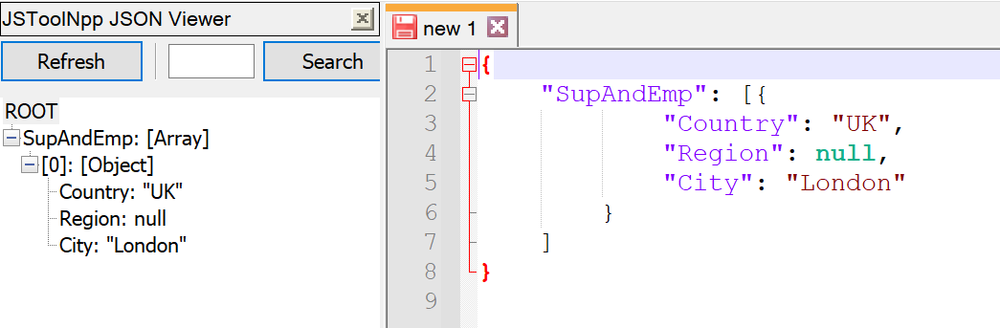 JSToolNpp JSON Viewer
Refresh
Search
ROOT
SupAndEmp: [Array]
[0]: [Object]
Country: "UK"
Region: null
City: "London"
new 1
1 {
2 "SupAndEmp": [{
3 "Country": "UK",
4 "Region": null,
5 "City": "London"
6 }
7 ]
8 }
9